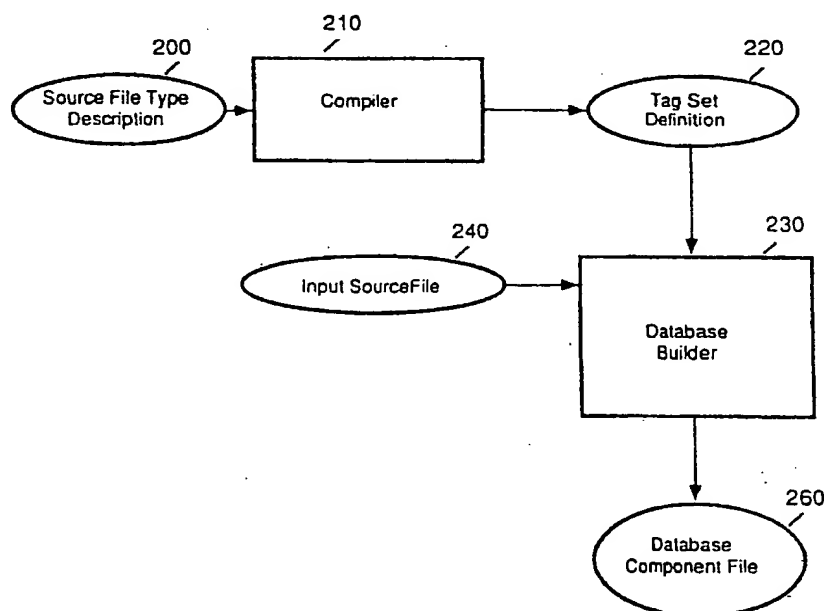 200
210
220
Source File Type
Description
Compiler
Tag Set
Definition
240
230
Input SourceFile
Database
Builder
260
Database
Component File